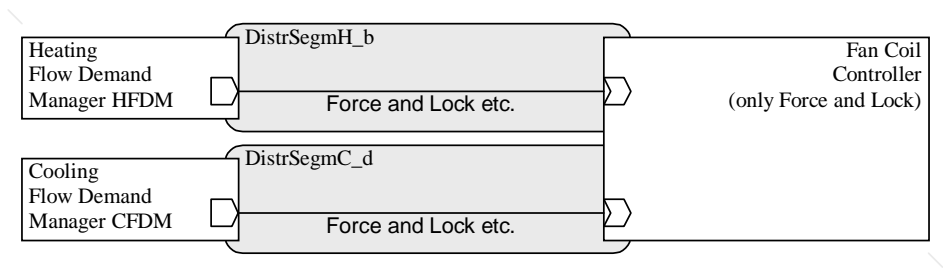 Heating
Flow Demand
Manager HFDM
DistrSegmH_b
Force and Lock etc.
Fan Coil
Controller
(only Force and Lock)
Cooling
Flow Demand
Manager CFDM
DistrSegmC_d
Force and Lock etc.